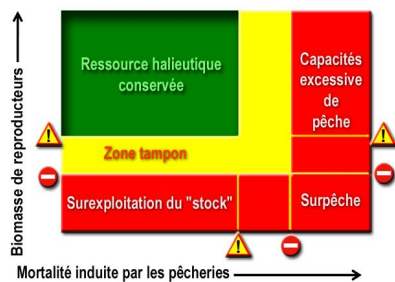 Biomasse de reproducteurs
Ressource halieutique
conservée
Capacités
excessive
de
pêche
Zone tampon
Surexploitation du "stock"
Surpêche
Mortalité induite par les pêcheries